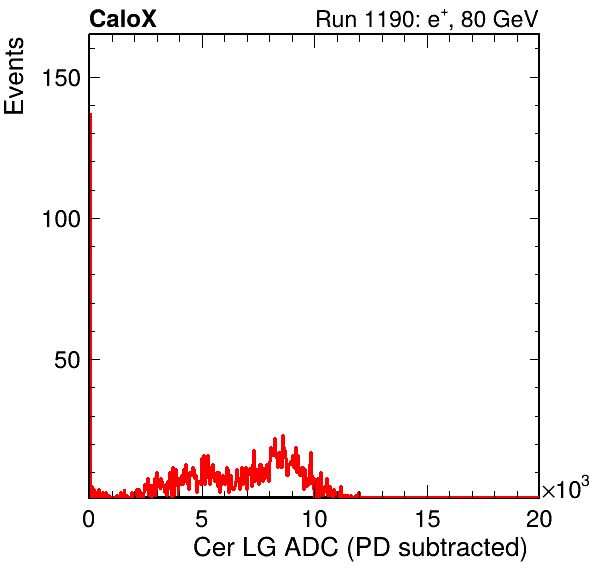 CaloX Run 1190: e⁺, 80 GeV
Events
150
100
50
0 5 10 15 20
×10³
Cer LG ADC (PD subtracted)